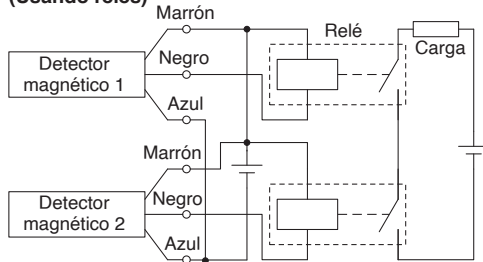 (Usando relés)
Marrón
Relé
Carga
Detector
magnético 1
Negro
Azul
Marrón
Detector
magnético 2
Negro
Azul